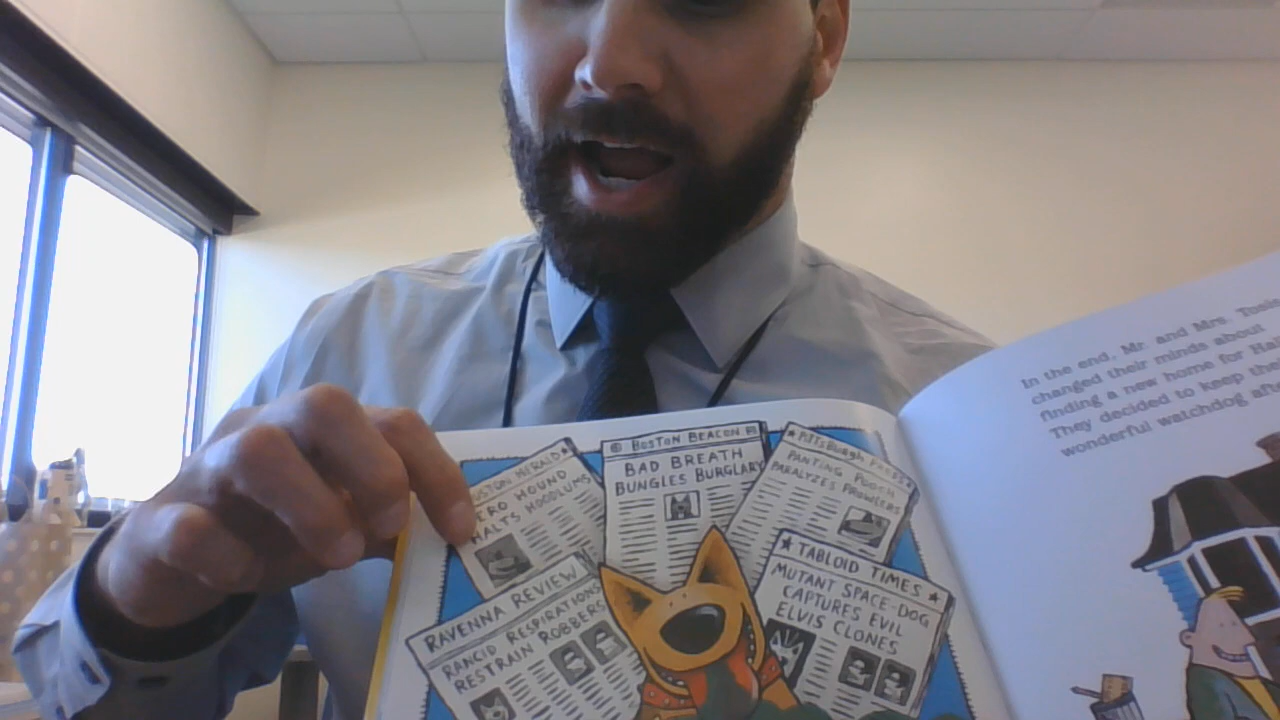 HOUND
HALTS HOODLUMS
BOSTON BEACON
BAD BREATH
BUNGLES BURGLARY
PITTSBURGH
PANTING POOCH
PARALYZES PROWLERS
RAVENNA REVIEW
RANCID RESPIRATIONS
RESTRAIN ROBBERS
★ TABLOID TIMES ★
MUTANT SPACE-DOG
CAPTURES EVIL
ELVIS CLONES
In the end, Mr. and Mrs.
changed their minds about
finding a new home for
They decided to keep
wonderful watchdog